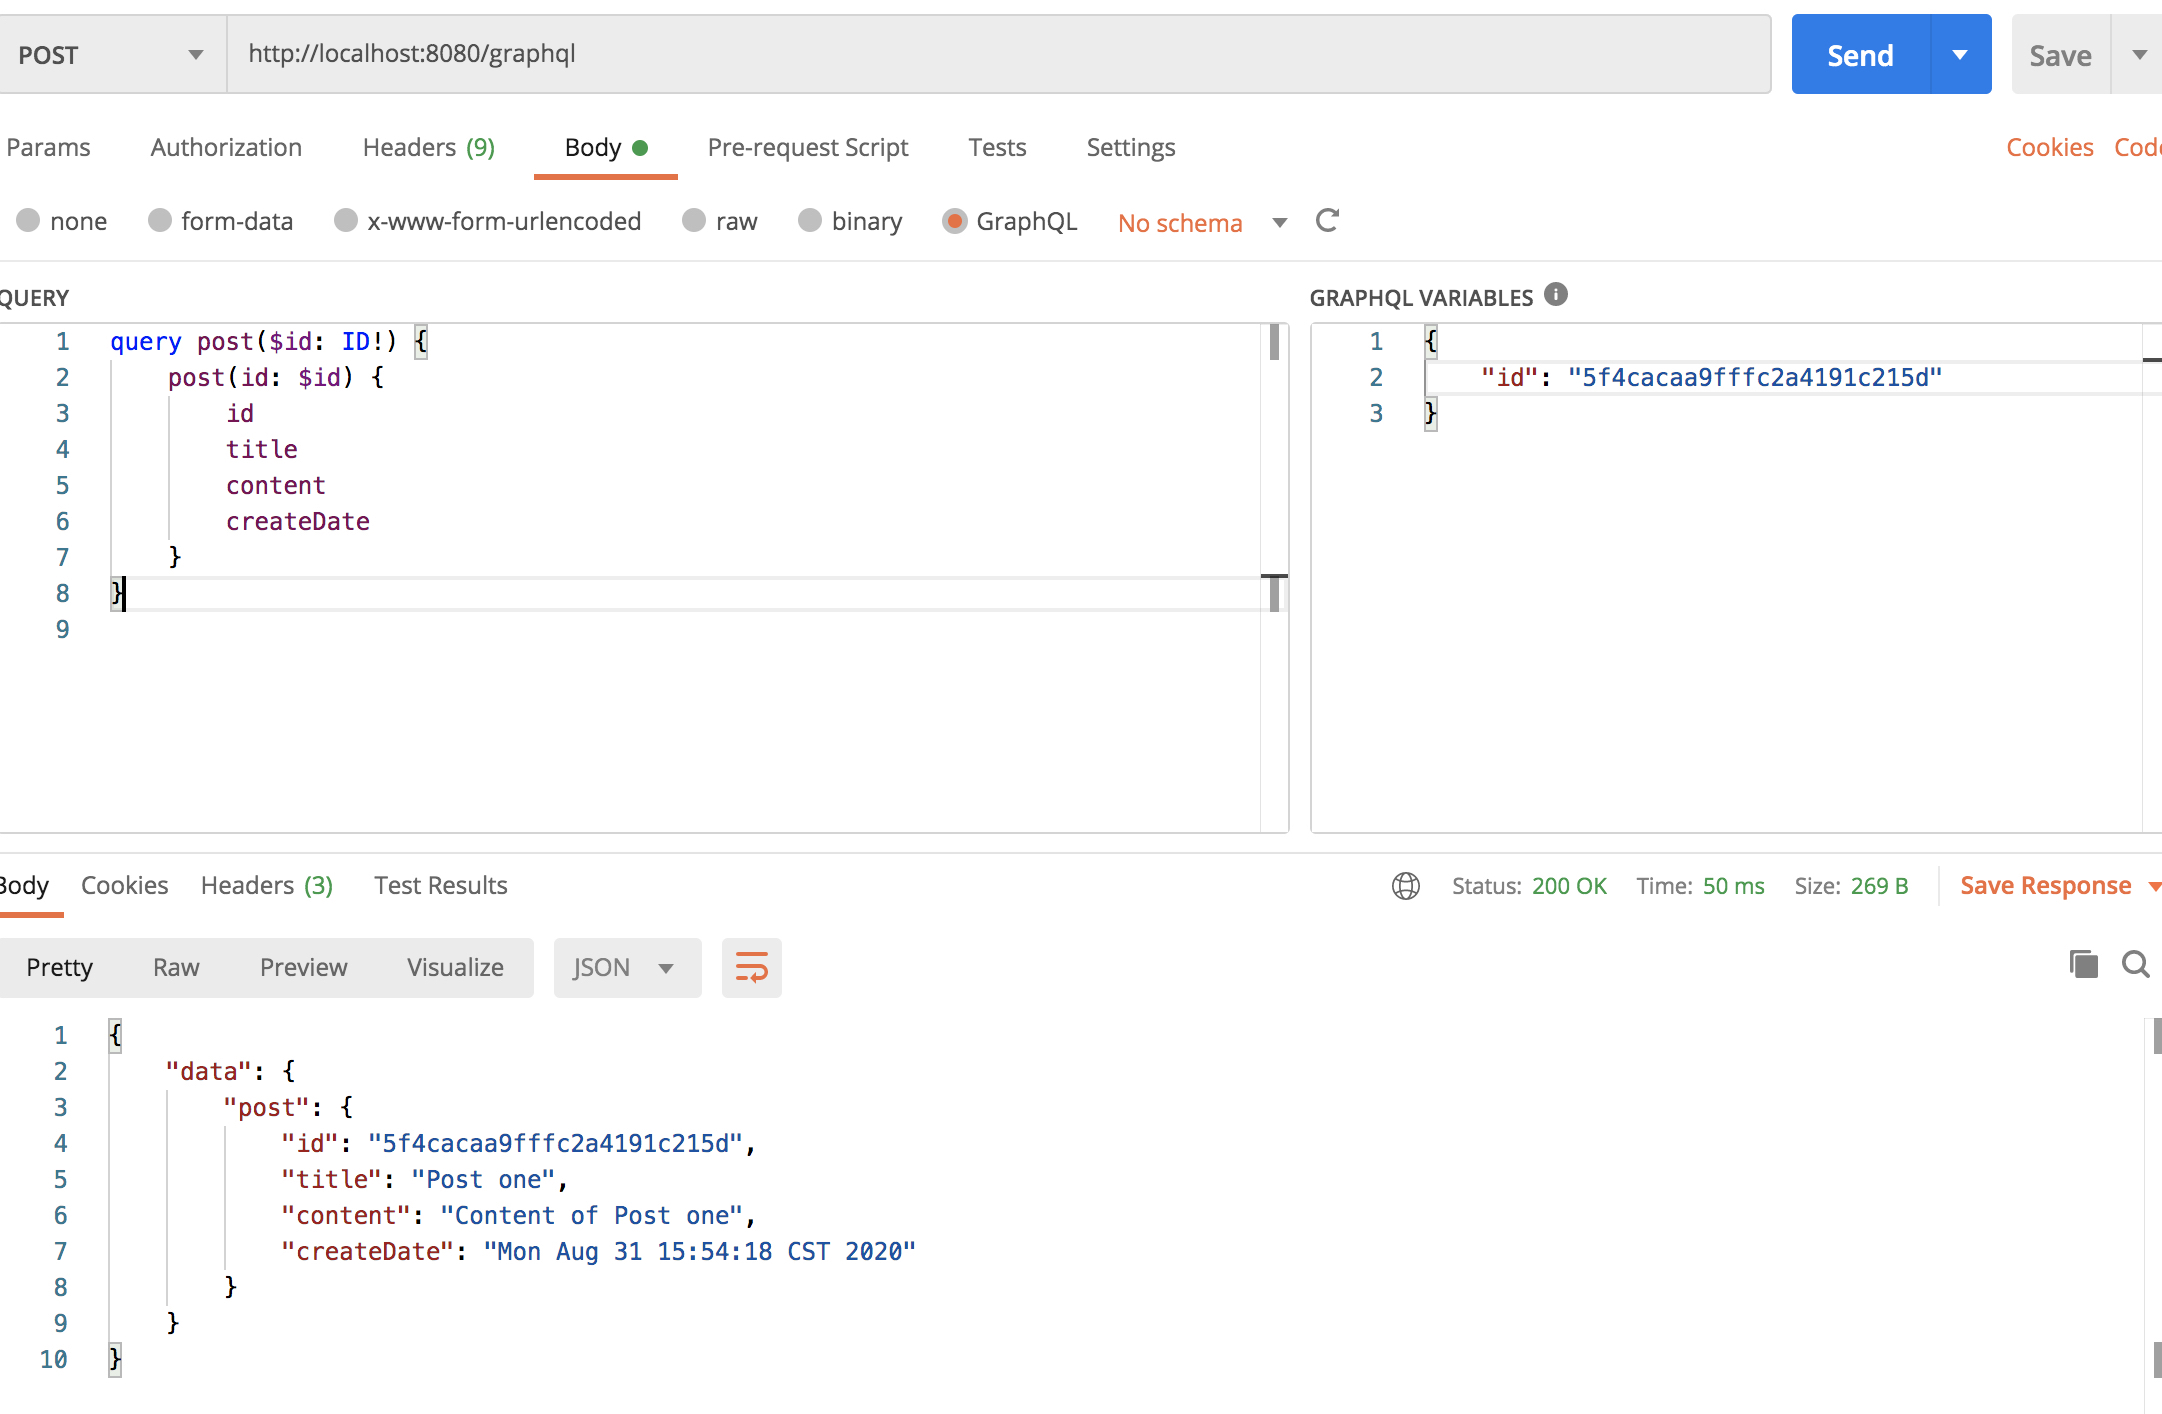 POST http://localhost:8080/graphql Send Save
Params Authorization Headers (9) Body Pre-request Script Tests Settings Cookies
none form-data x-www-form-urlencoded raw binary GraphQL No schema
QUERY
1 query post($id: ID!) {
2 post(id: $id) {
3 id
4 title
5 content
6 createDate
7 }
8 }
9
GRAPHQL VARIABLES
1 {
2 "id": "5f4cacaa9fffc2a4191c215d"
3 }
Body Cookies Headers (3) Test Results Status: 200 OK Time: 50 ms Size: 269 B Save Response
Pretty Raw Preview Visualize JSON
1 {
2 "data": {
3 "post": {
4 "id": "5f4cacaa9fffc2a4191c215d",
5 "title": "Post one",
6 "content": "Content of Post one",
7 "createDate": "Mon Aug 31 15:54:18 CST 2020"
8 }
9 }
10 }